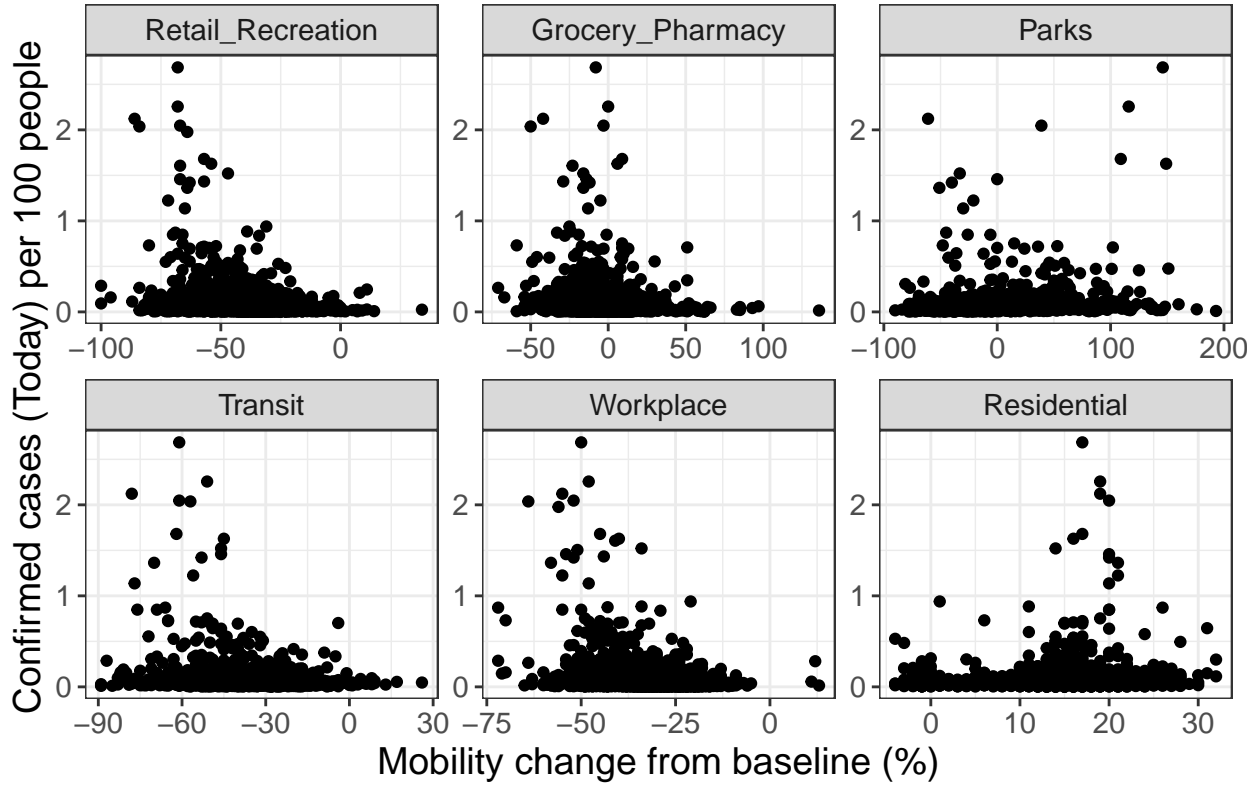 Retail_Recreation Grocery_Pharmacy Parks
0 1 2 0 1 2 0 1 2
−100 −50 0 −50 0 50 100 −100 0 100 200
Transit Workplace Residential
0 1 2 0 1 2 0 1 2
−90 −60 −30 0 30 −75 −50 −25 0 0 10 20 30
Confirmed cases (Today) per 100 people
Mobility change from baseline (%)